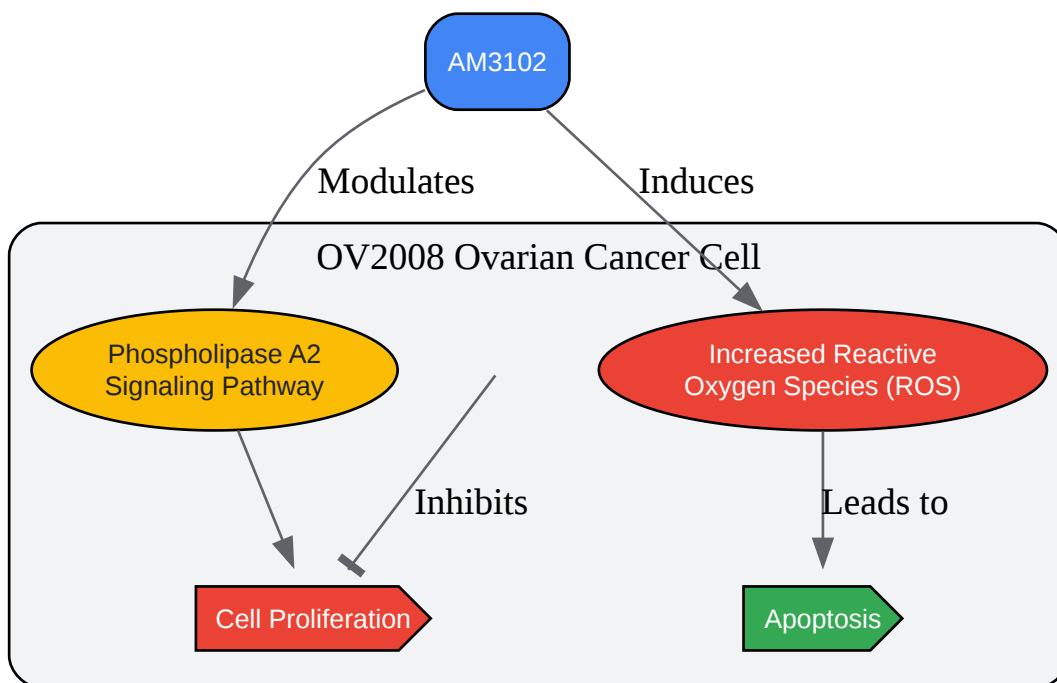 AM3102
Modulates
Induces
OV2008 Ovarian Cancer Cell
Phospholipase A2
Signaling Pathway
Increased Reactive
Oxygen Species (ROS)
Inhibits
Leads to
Cell Proliferation
Apoptosis